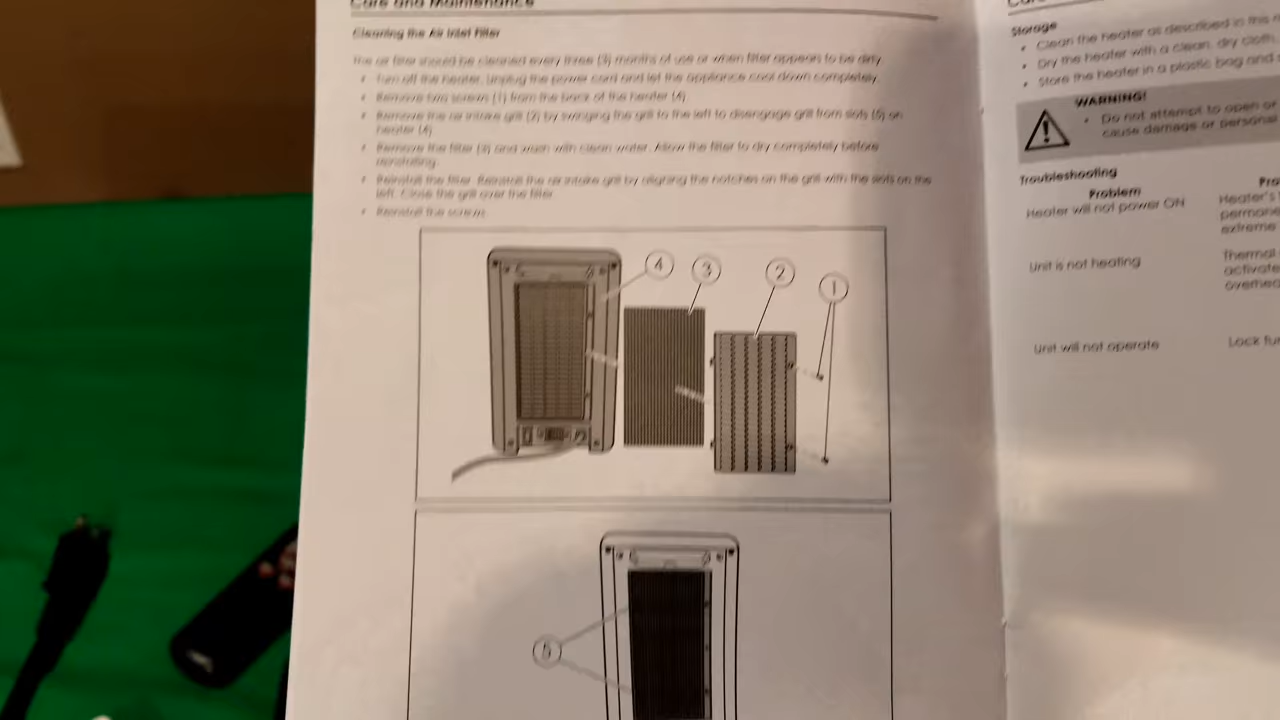 Care and Maintenance
Cleaning the Air Inlet Filter
The air filter should be cleaned every three (3) months of use or when filter appears to be dirty.
• Turn off the heater. Unplug the power cord and let the appliance cool down completely.
• Remove two screws (1) from the back of the heater (4).
• Remove the air intake grill (2) by swinging the grill to the left to disengage grill from slots (5) on
heater (4).
• Remove the filter (3) and wash with clean water. Allow the filter to dry completely before
reinstalling.
• Reinstall the filter. Reinstall the air intake grill by aligning the notches on the grill with the slots on the
left. Close the grill over the filter.
• Reinstall the screws.
4
3
2
1
5
Storage
• Clean the heater as described in this
• Dry the heater with a clean, dry cloth.
• Store the heater in a plastic bag and
WARNING!
• Do not attempt to open or
cause damage or personal
Troubleshooting
Problem
Heater will not power ON
Heater's
extreme
Unit is not heating
Thermal
Unit will not operate
Lock